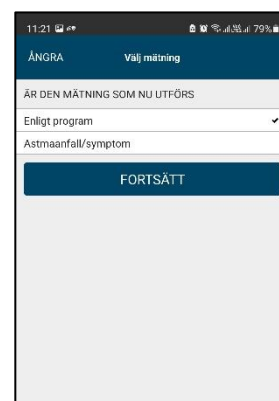 11:21 79%
ÅNGRA Välj mätning
ÄR DEN MÄTNING SOM NU UTFÖRS
Enligt program
Astmaanfall/symptom
FORTSÄTT